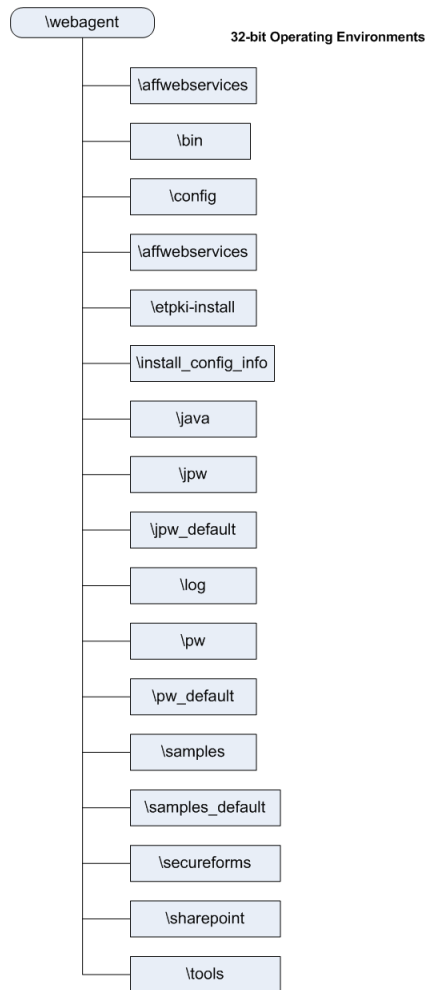 \webagent
32-bit Operating Environments
\affwebservices
\bin
\config
\affwebservices
\etpki-install
\install_config_info
\java
\jpw
\jpw_default
\log
\pw
\pw_default
\samples
\samples_default
\secureforms
\sharepoint
\tools